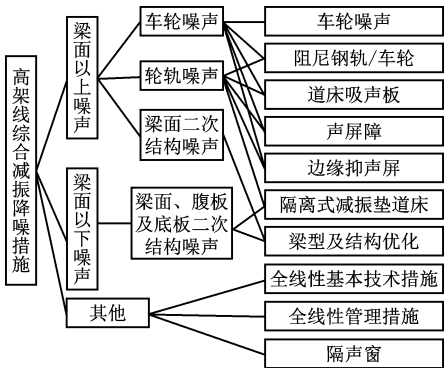 高架线综合减振降噪措施
梁面以上噪声
梁面以下噪声
其他
车轮噪声
轮轨噪声
梁面二次
结构噪声
梁面、腹板
及底板二次
结构噪声
车轮噪声
阻尼钢轨/车轮
道床吸声板
声屏障
边缘抑声屏
隔离式减振垫道床
梁型及结构优化
全线性基本技术措施
全线性管理措施
隔声窗